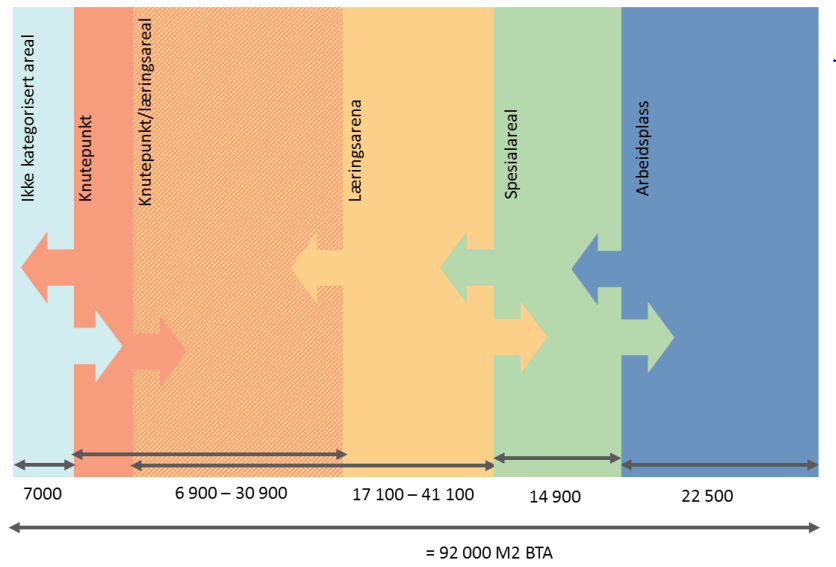 Ikke kategorisert areal
Knutepunkt
Knutepunkt/læringsareal
Læringsarena
Spesialareal
Arbeidsplass
7000
6 900 – 30 900
17 100 – 41 100
14 900
22 500
= 92 000 M2 BTA